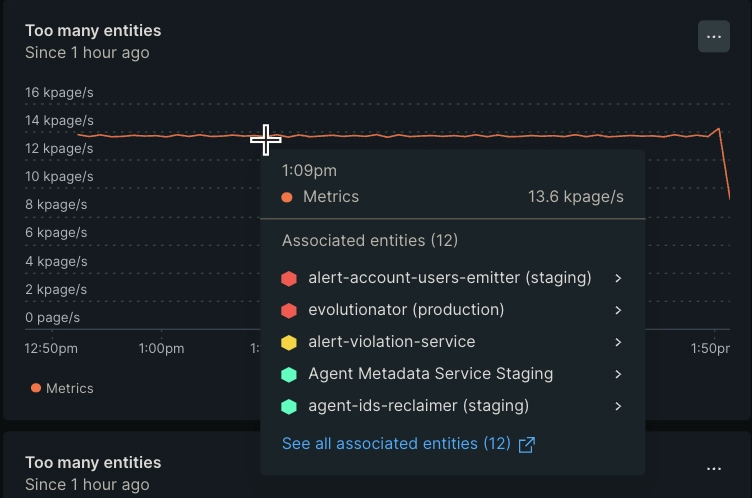 Too many entities
Since 1 hour ago
...
16 kpage/s
14 kpage/s
12 kpage/s
10 kpage/s
8 kpage/s
6 kpage/s
4 kpage/s
2 kpage/s
0 page/s
12:50pm
1:00pm
1:
1:50pr
Metrics
1:09pm
Metrics 13.6 kpage/s
Associated entities (12)
alert-account-users-emitter (staging)
evolutionator (production)
alert-violation-service
Agent Metadata Service Staging
agent-ids-reclaimer (staging)
See all associated entities (12)
Too many entities
Since 1 hour ago
...